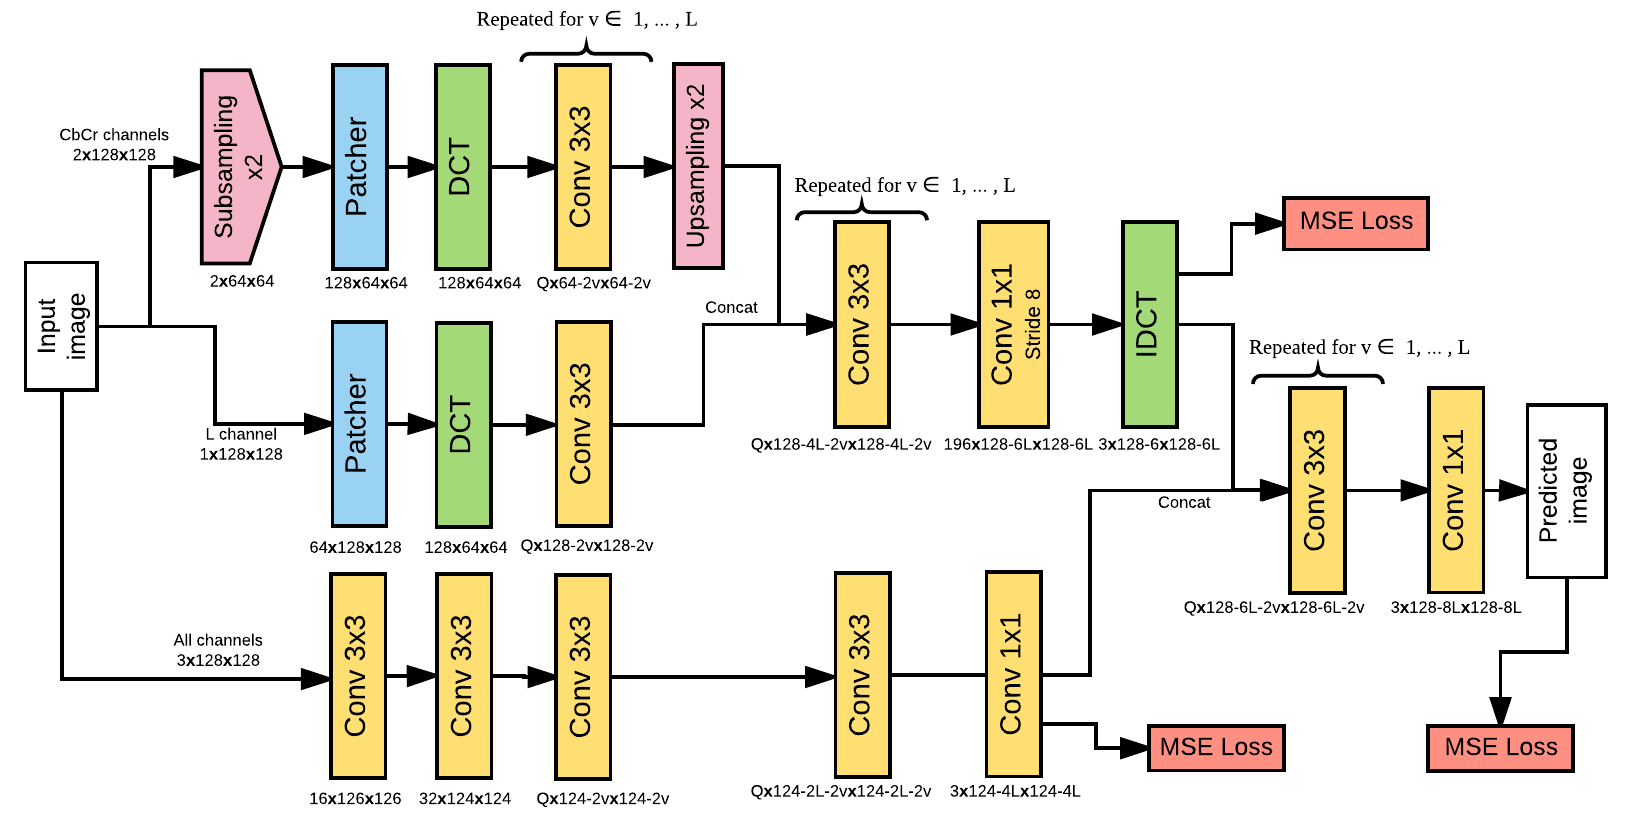 Repeated for v ∈ 1, ... , L
CbCr channels
2x128x128
Subsampling
x2
2x64x64
Patcher
128x64x64
DCT
128x64x64
Conv 3x3
Qx64-2vx64-2v
Upsampling x2
Input
image
L channel
1x128x128
Patcher
64x128x128
DCT
128x64x64
Conv 3x3
Qx128-2vx128-2v
Concat
Repeated for v ∈ 1, ... , L
Conv 3x3
Qx128-4L-2vx128-4L-2v
Conv 1x1
Stride 8
196x128-6Lx128-6L
IDCT
3x128-6x128-6L
MSE Loss
All channels
3x128x128
Conv 3x3
16x126x126
Conv 3x3
32x124x124
Conv 3x3
Qx124-2vx124-2v
Conv 3x3
Qx124-2L-2vx124-2L-2v
Conv 1x1
3x124-4Lx124-4L
MSE Loss
Concat
Repeated for v ∈ 1, ... , L
Conv 3x3
Qx128-6L-2vx128-6L-2v
Conv 1x1
3x128-8Lx128-8L
Predicted
image
MSE Loss